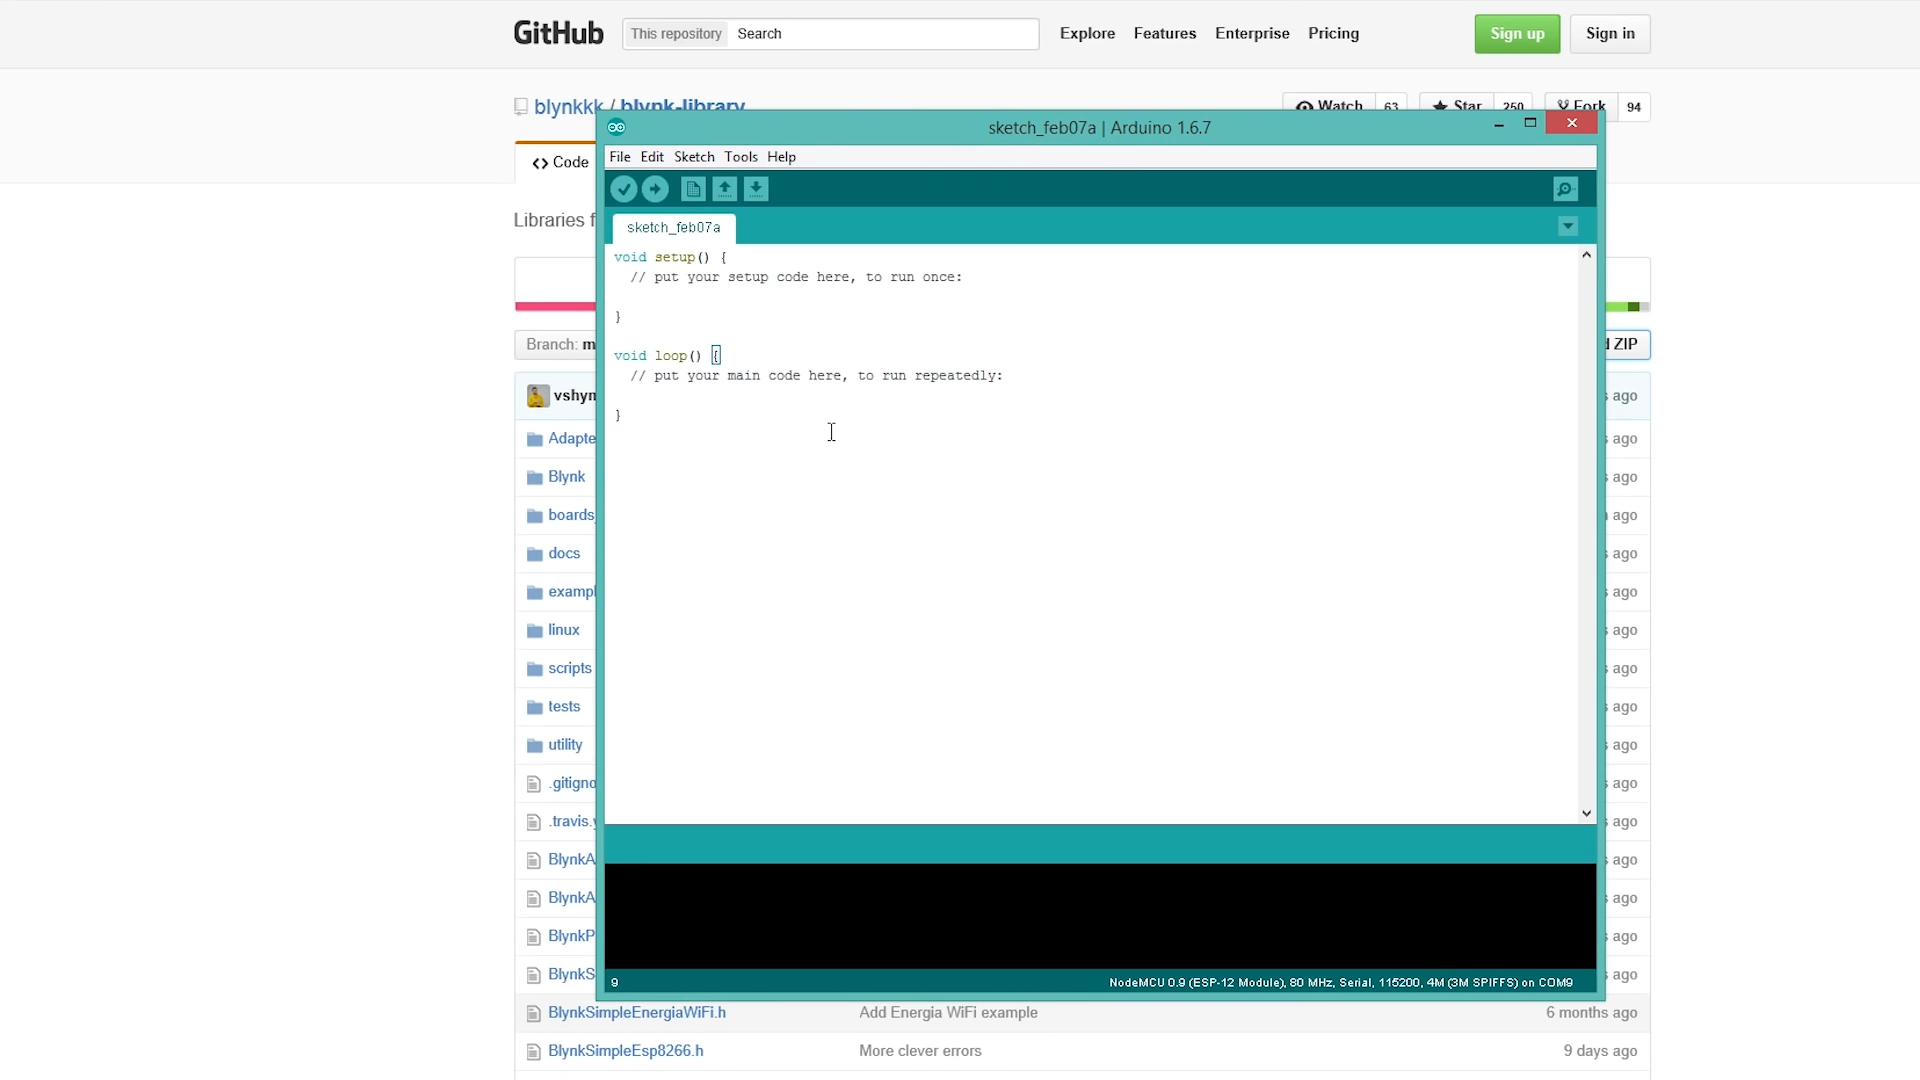 GitHub
This repository Search
Explore Features Enterprise Pricing
Sign up Sign in
blynkkk / blynk-library
Watch 63 Star 250 Fork 94
sketch_feb07a | Arduino 1.6.7
Code
File Edit Sketch Tools Help
Libraries f
sketch_feb07a
void setup() {
// put your setup code here, to run once:
}
Branch: m
ZIP
void loop() {
// put your main code here, to run repeatedly:
vshyn
s ago
}
Adapte
s ago
Blynk
s ago
boards
ago
docs
s ago
exampl
s ago
linux
s ago
scripts
s ago
tests
s ago
utility
s ago
.gitigno
s ago
.travis.y
s ago
BlynkA
s ago
BlynkA
s ago
BlynkP
s ago
BlynkS
s ago
9
NodeMCU 0.9 (ESP-12 Module), 80 MHz, Serial, 115200, 4M (3M SPIFFS) on COM9
BlynkSimpleEnergiaWiFi.h Add Energia WiFi example 6 months ago
BlynkSimpleEsp8266.h More clever errors 9 days ago